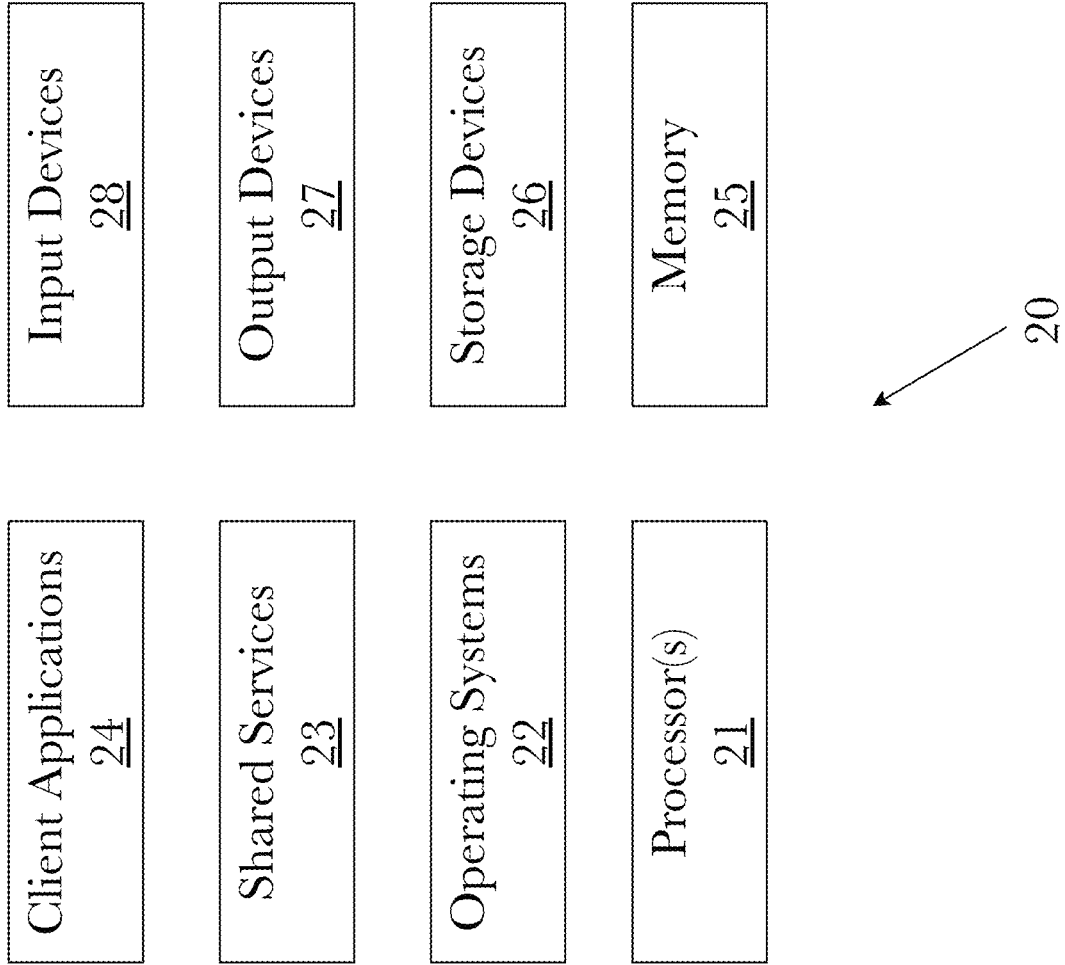 Client Applications
24
Input Devices
28
Shared Services
23
Output Devices
27
Operating Systems
22
Storage Devices
26
Processor(s)
21
Memory
25
20